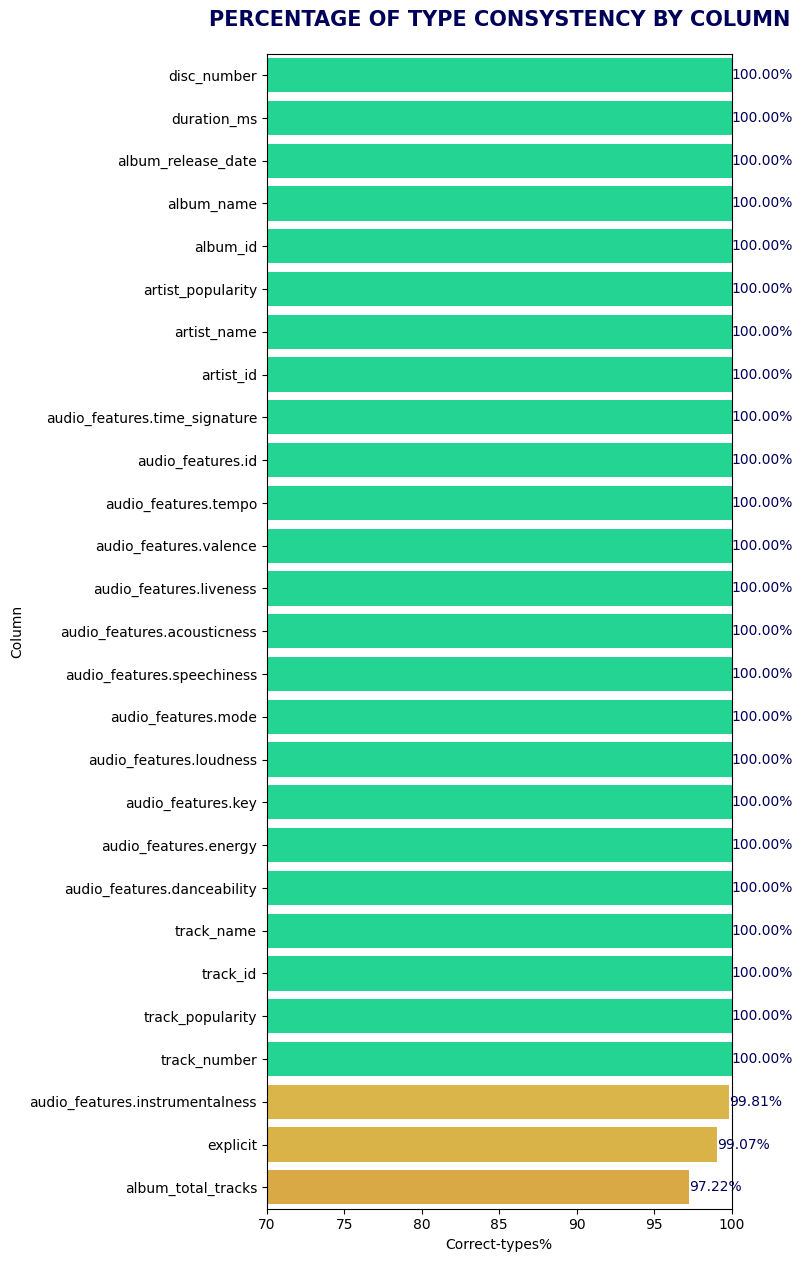 PERCENTAGE OF TYPE CONSYSTENCY BY COLUMN
disc_number 100.00%
duration_ms 100.00%
album_release_date 100.00%
album_name 100.00%
album_id 100.00%
artist_popularity 100.00%
artist_name 100.00%
artist_id 100.00%
audio_features.time_signature 100.00%
audio_features.id 100.00%
audio_features.tempo 100.00%
audio_features.valence 100.00%
audio_features.liveness 100.00%
Column
audio_features.acousticness 100.00%
audio_features.speechiness 100.00%
audio_features.mode 100.00%
audio_features.loudness 100.00%
audio_features.key 100.00%
audio_features.energy 100.00%
audio_features.danceability 100.00%
track_name 100.00%
track_id 100.00%
track_popularity 100.00%
track_number 100.00%
audio_features.instrumentalness 99.81%
explicit 99.07%
album_total_tracks 97.22%
70 75 80 85 90 95 100
Correct-types%